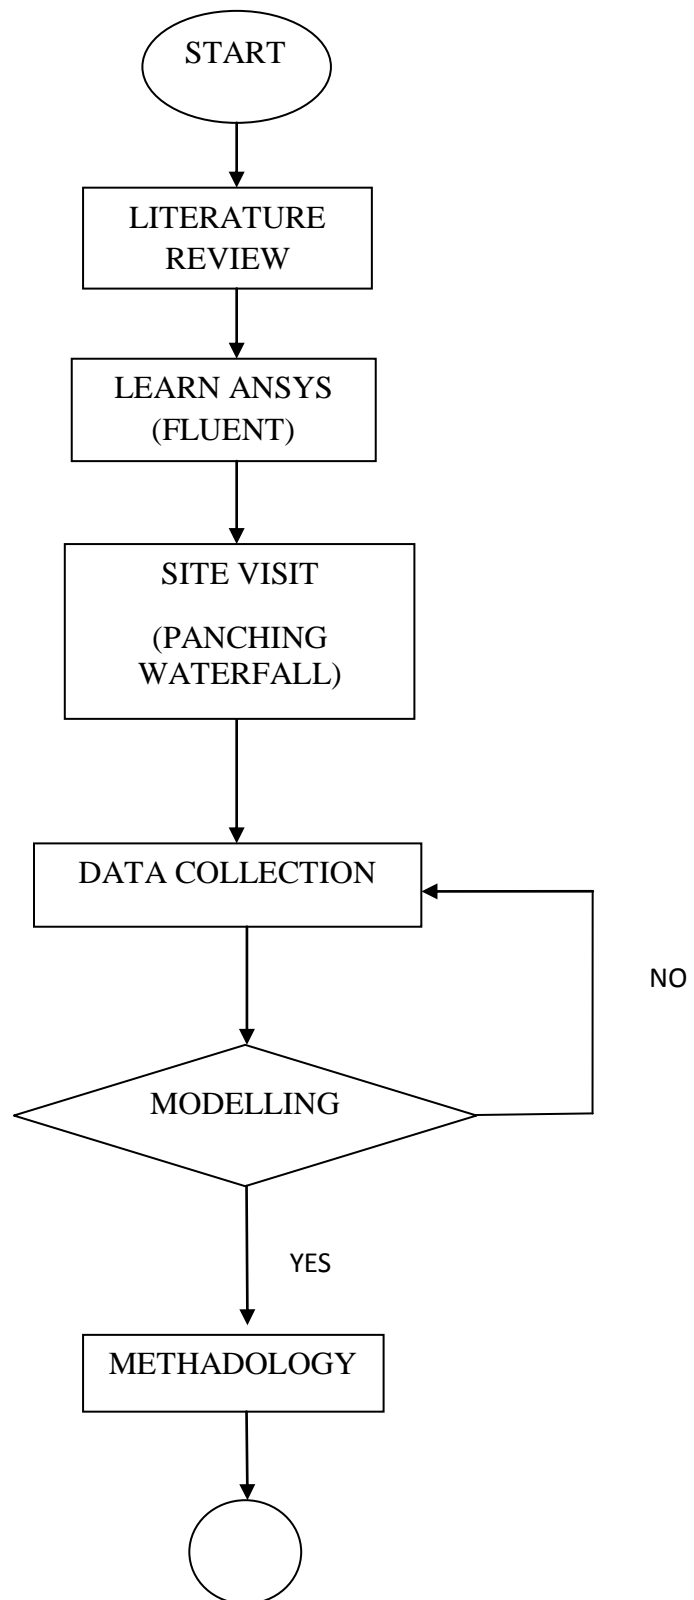 START
LITERATURE
REVIEW
LEARN ANSYS
(FLUENT)
SITE VISIT
(PANCHING
WATERFALL)
DATA COLLECTION
NO
MODELLING
YES
METHADOLOGY